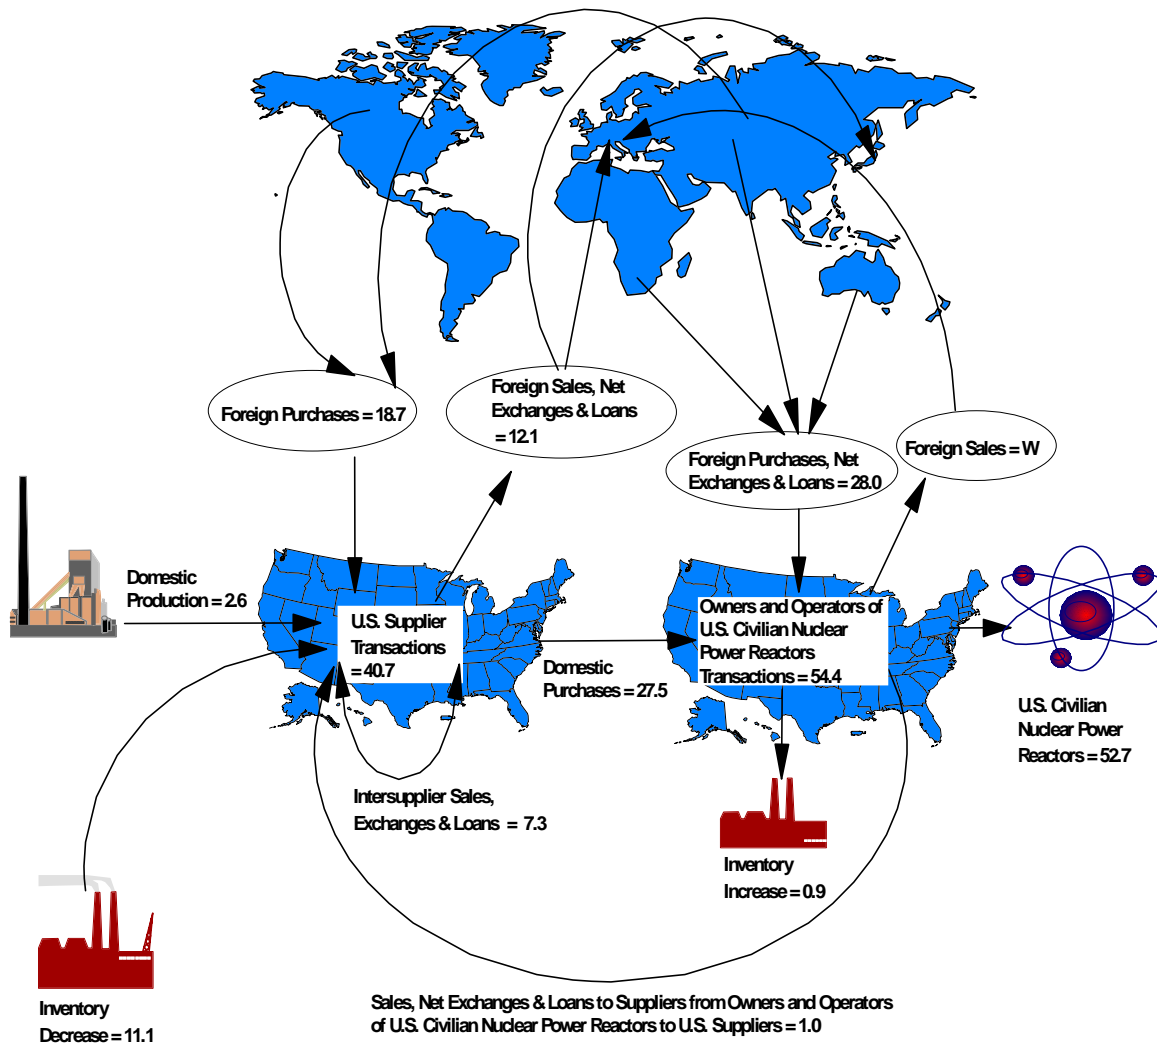 Foreign Purchases = 18.7
Foreign Sales, Net
Exchanges & Loans
= 12.1
Foreign Purchases, Net
Exchanges & Loans = 28.0
Foreign Sales = W
Domestic
Production = 2.6
U.S. Supplier
Transactions
= 40.7
Domestic
Purchases = 27.5
Owners and Operators of
U.S. Civilian Nuclear
Power Reactors
Transactions = 54.4
U.S. Civilian
Nuclear Power
Reactors = 52.7
Intersupplier Sales,
Exchanges & Loans = 7.3
Inventory
Increase = 0.9
Inventory
Decrease = 11.1
Sales, Net Exchanges & Loans to Suppliers from Owners and Operators
of U.S. Civilian Nuclear Power Reactors to U.S. Suppliers = 1.0